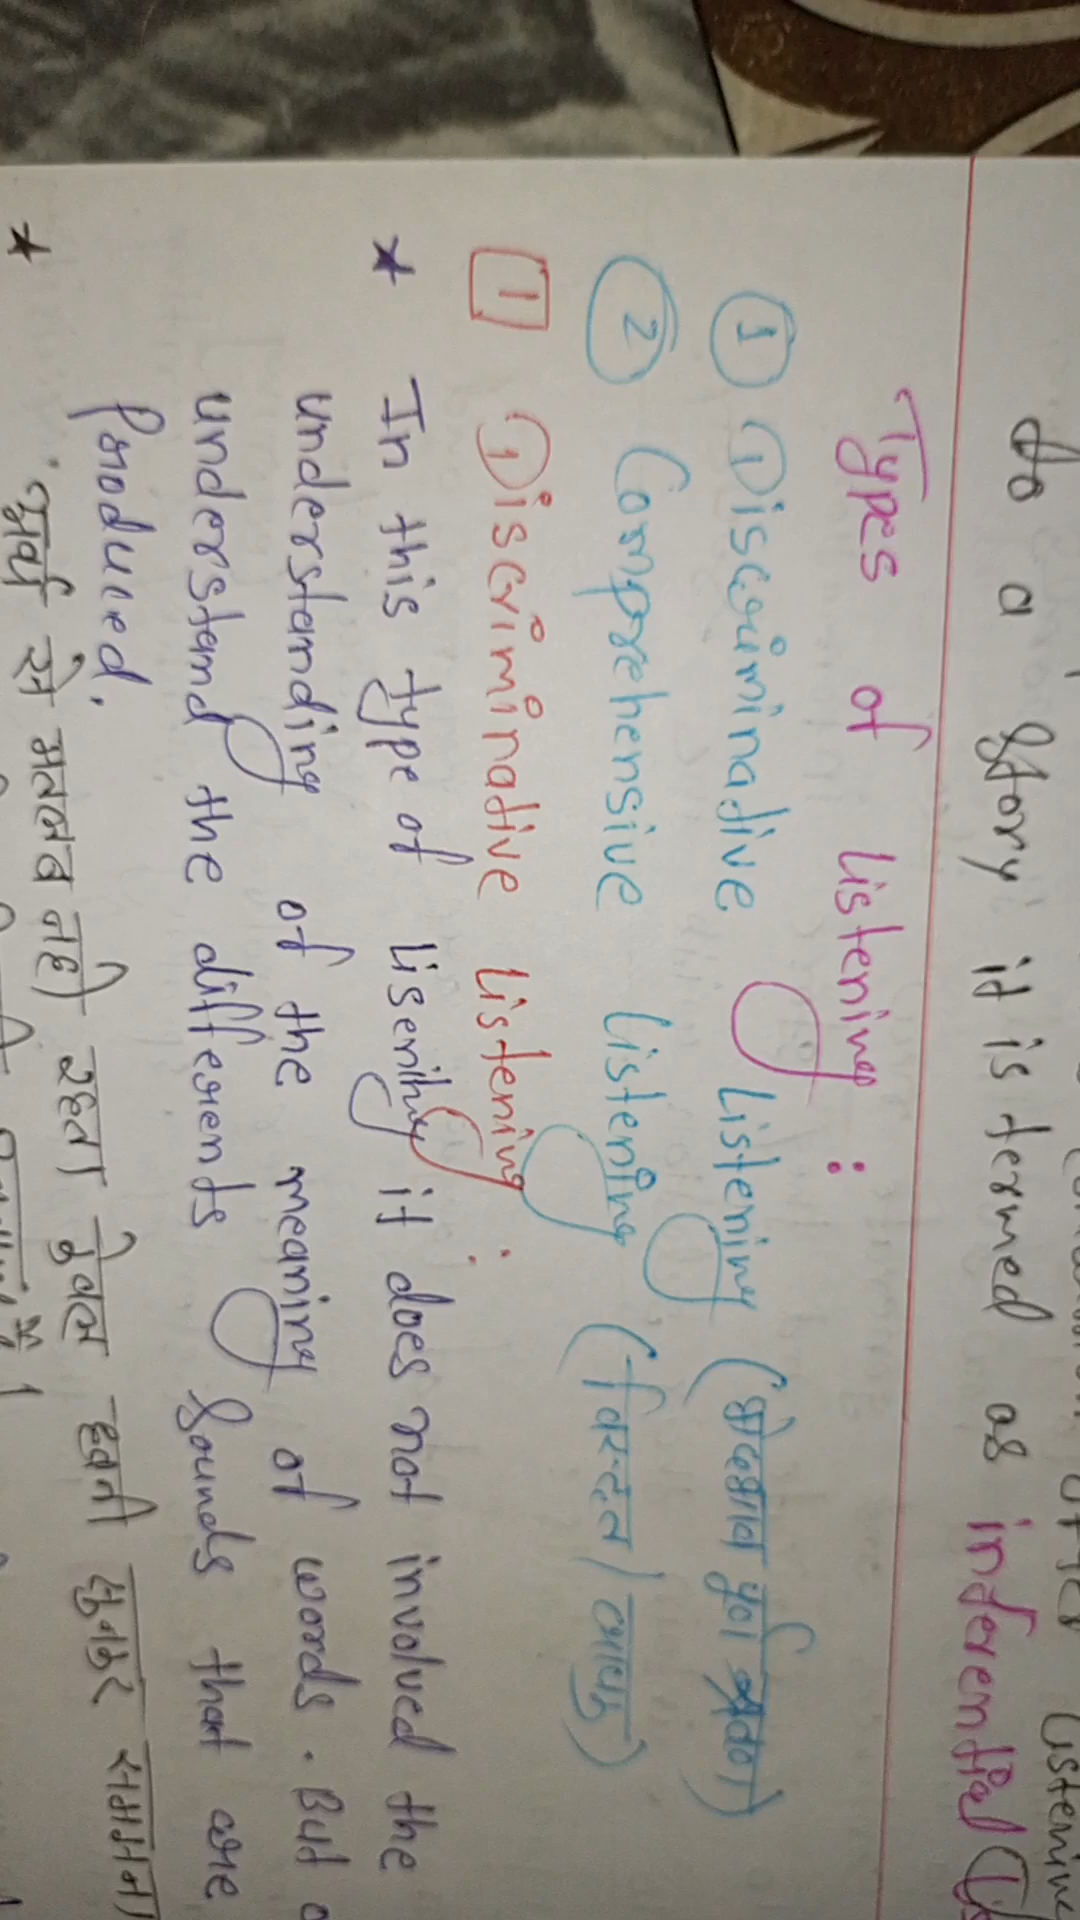 listening
to a story it is termed as inferential
Types of listening :
1 Discriminative Listening (भेदभाव पूर्ण श्रवण)
2 Comprehensive listening (विस्तृत / व्यापक)
1 Discriminative Listening :
* In this type of lisening it does not involved the
understanding of the meaning of words. But
understand the differents sounds that are
produced.
* अर्थ से मतलब नही रहता केवल इतनी सुनकर समझना